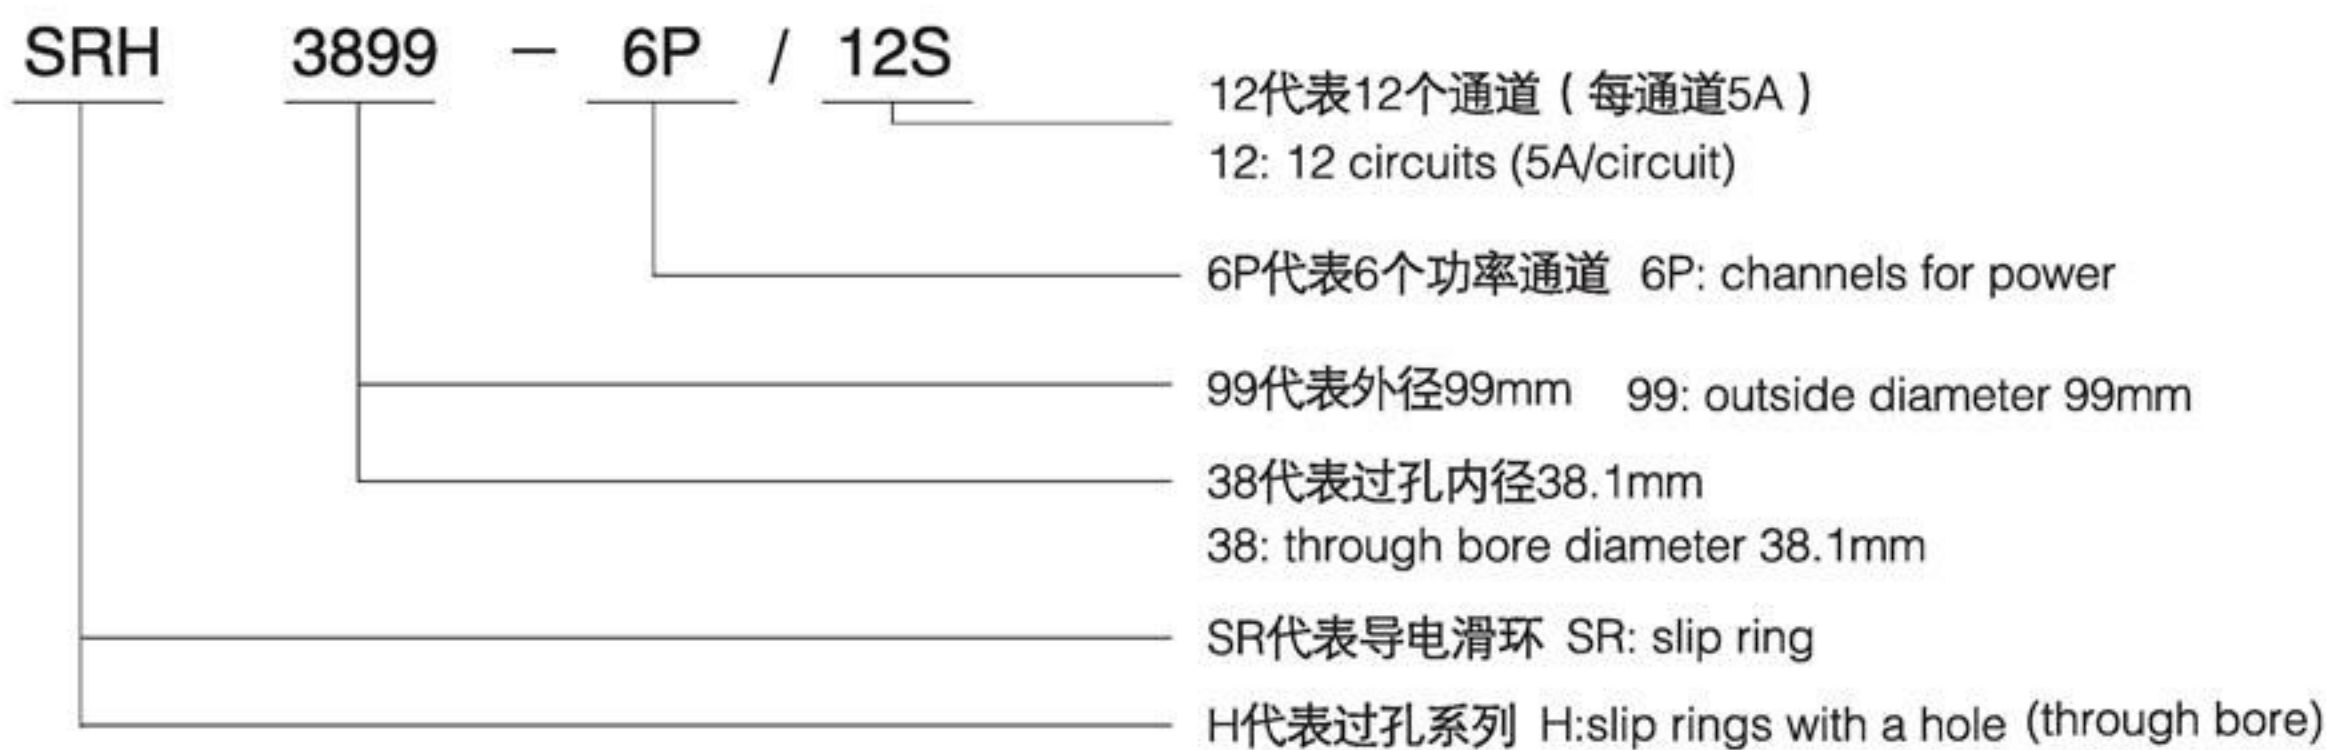 SRH 3899 – 6P / 12S
12代表12个通道（每通道5A）
12: 12 circuits (5A/circuit)
6P代表6个功率通道 6P: channels for power
99代表外径99mm 99: outside diameter 99mm
38代表过孔内径38.1mm
38: through bore diameter 38.1mm
SR代表导电滑环 SR: slip ring
H代表过孔系列 H:slip rings with a hole (through bore)